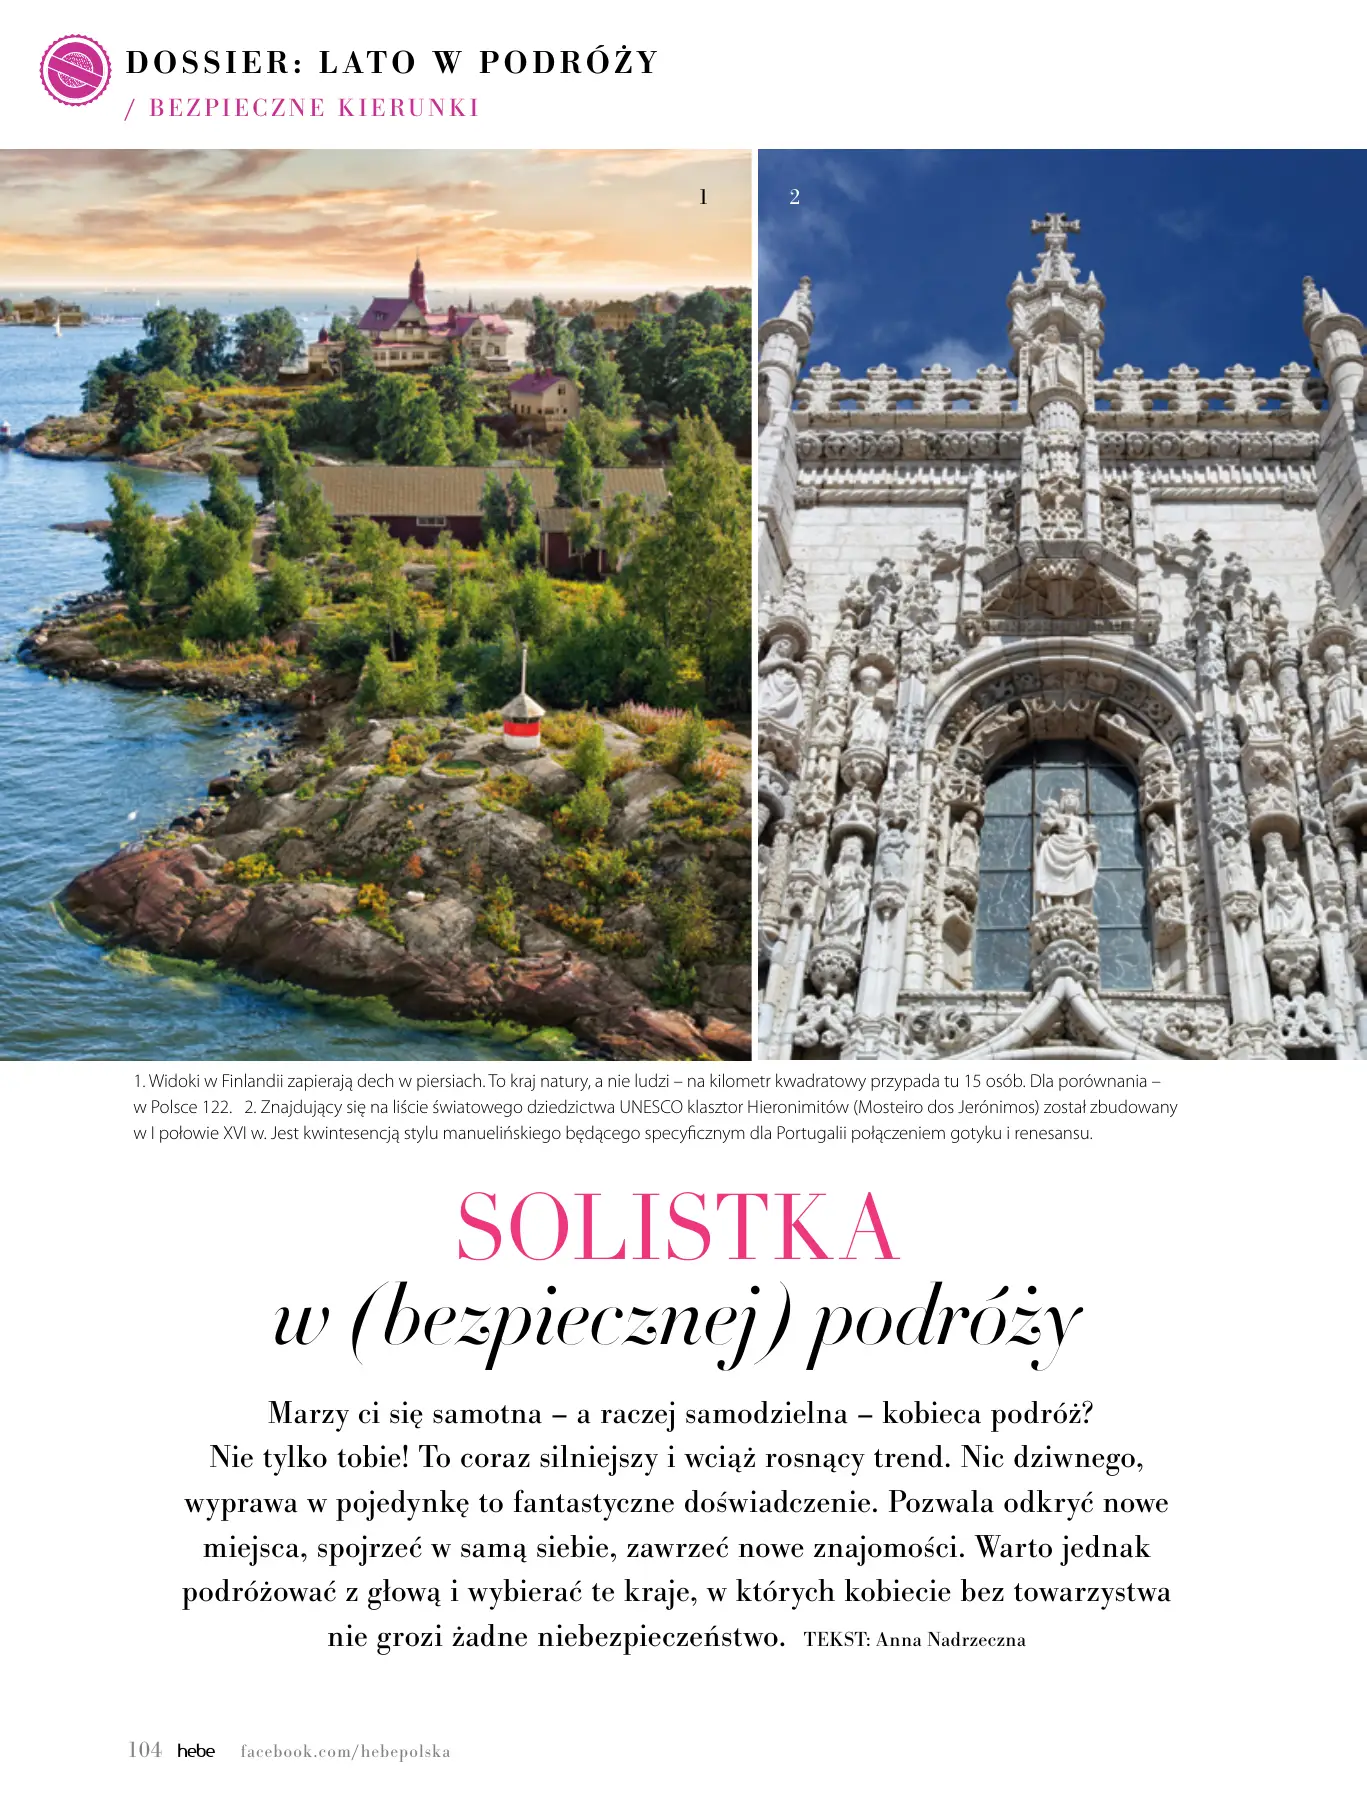 DOSSIER: LATO W PODRÓŻY
/ BEZPIECZNE KIERUNKI
1
2
1. Widoki w Finlandii zapierają dech w piersiach. To kraj natury, a nie ludzi – na kilometr kwadratowy przypada tu 15 osób. Dla porównania –
w Polsce 122. 2. Znajdujący się na liście światowego dziedzictwa UNESCO klasztor Hieronimitów (Mosteiro dos Jerónimos) został zbudowany
w I połowie XVI w. Jest kwintesencją stylu manuelińskiego będącego specyficznym dla Portugalii połączeniem gotyku i renesansu.
SOLISTKA
w (bezpiecznej) podróży
Marzy ci się samotna – a raczej samodzielna – kobieca podróż?
Nie tylko tobie! To coraz silniejszy i wciąż rosnący trend. Nic dziwnego,
wyprawa w pojedynkę to fantastyczne doświadczenie. Pozwala odkryć nowe
miejsca, spojrzeć w samą siebie, zawrzeć nowe znajomości. Warto jednak
podróżować z głową i wybierać te kraje, w których kobiecie bez towarzystwa
nie grozi żadne niebezpieczeństwo. TEKST: Anna Nadrzeczna
104 hebe facebook.com/hebepolska